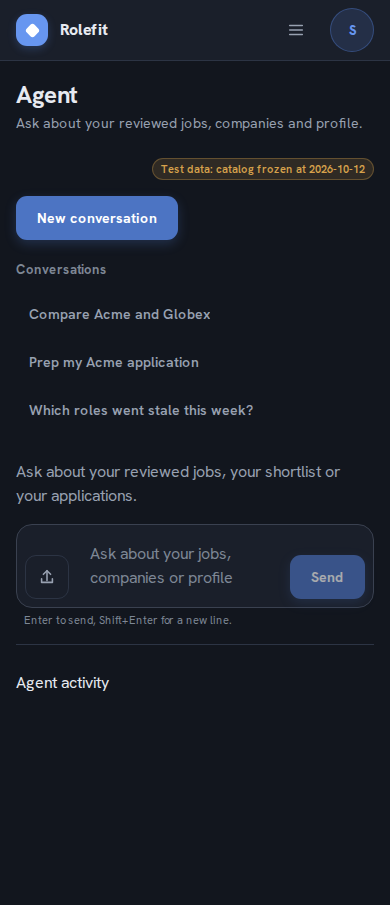 Rolefit
S
Agent
Ask about your reviewed jobs, companies and profile.
Test data: catalog frozen at 2026-10-12
New conversation
Conversations
Compare Acme and Globex
Prep my Acme application
Which roles went stale this week?
Ask about your reviewed jobs, your shortlist or
your applications.
Ask about your jobs,
companies or profile
Send
Enter to send, Shift+Enter for a new line.
Agent activity